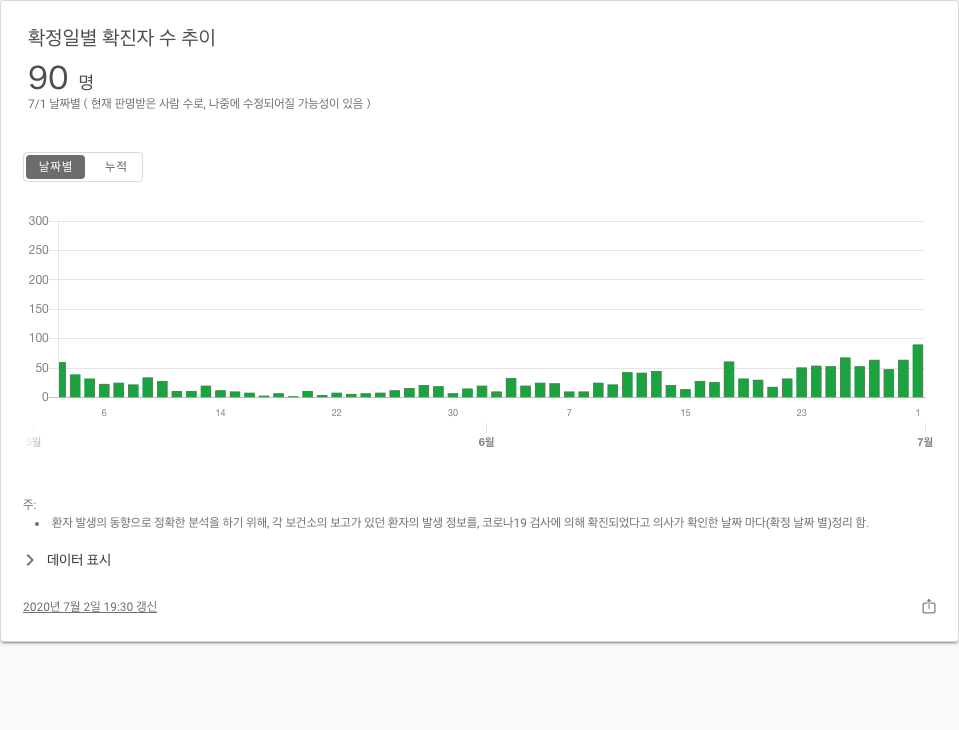 확정일별 확진자 수 추이
90 명
7/1 날짜별 ( 현재 판명받은 사람 수로, 나중에 수정되어질 가능성이 있음 )
날짜별 누적
300
250
200
150
100
50
0
6 14 22 30 7 15 23 1
5월 6월 7월
주:
• 환자 발생의 동향으로 정확한 분석을 하기 위해, 각 보건소의 보고가 있던 환자의 발생 정보를, 코로나19 검사에 의해 확진되었다고 의사가 확인한 날짜 마다(확정 날짜 별)정리 함.
데이터 표시
2020년 7월 2일 19:30 갱신